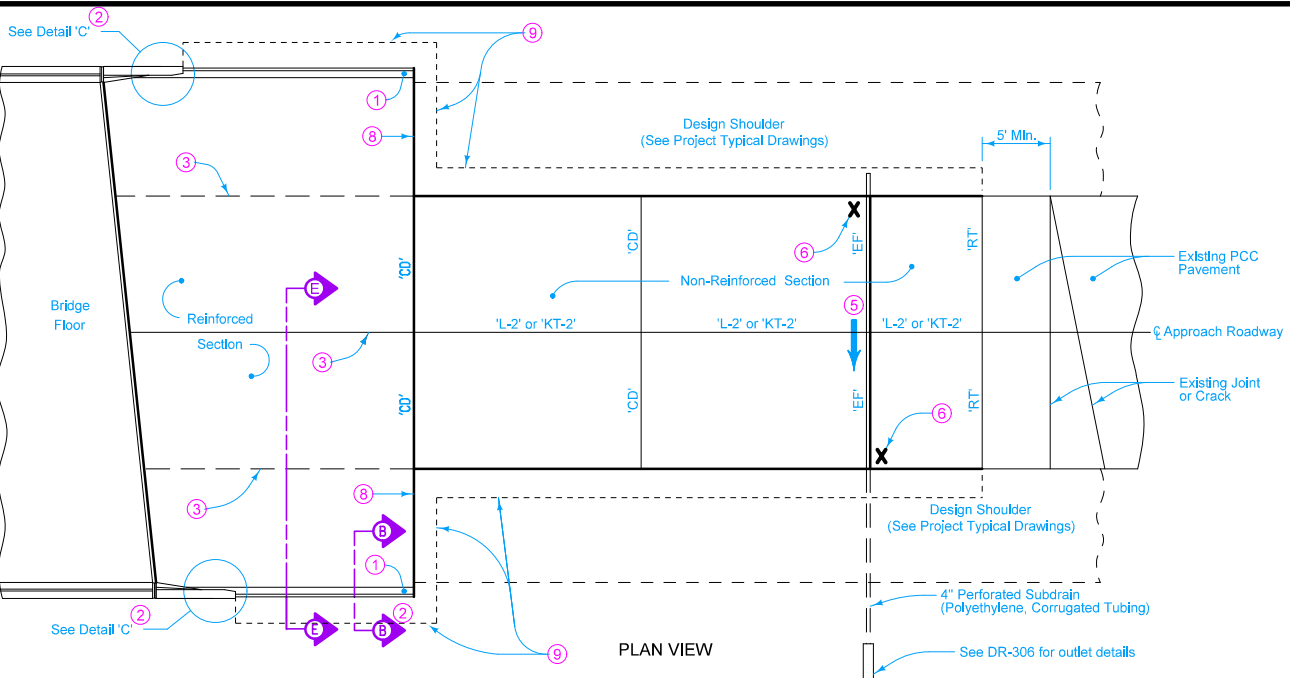 2
See Detail 'C'
9
1
Design Shoulder
(See Project Typical Drawings)
5' Min.
8
3
X
6
'CD'
'CD'
'EF'
'RT'
Existing PCC
Pavement
E
Non-Reinforced Section
Bridge
Floor
Reinforced
Section
5
'L-2' or 'KT-2'
'L-2' or 'KT-2'
'L-2' or 'KT-2'
℄ Approach Roadway
3
Existing Joint
or Crack
'CD'
'CD'
'EF'
'RT'
6
X
3
8
Design Shoulder
(See Project Typical Drawings)
B
1
4" Perforated Subdrain
(Polyethylene, Corrugated Tubing)
2
See Detail 'C'
E
2
B
9
PLAN VIEW
See DR-306 for outlet details